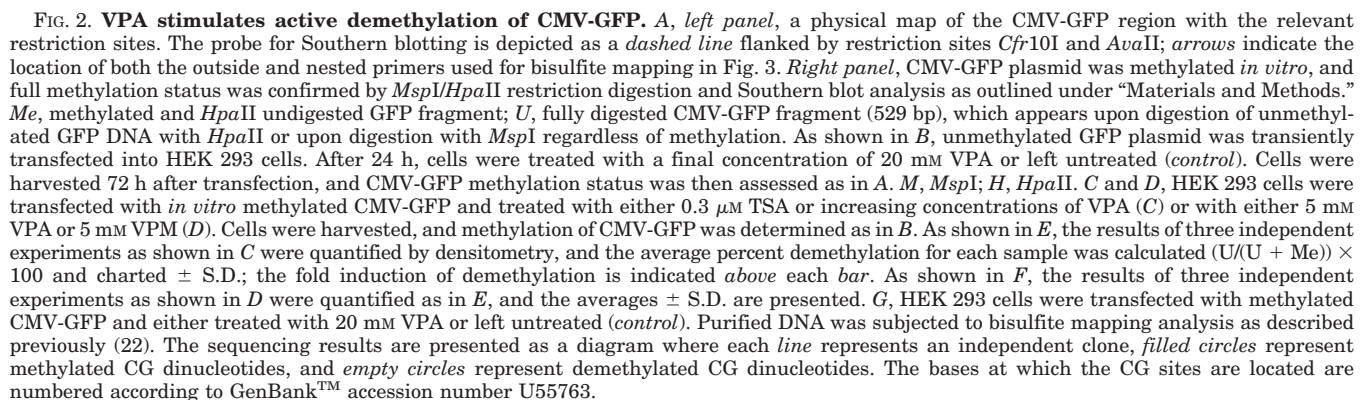 FIG. 2. VPA stimulates active demethylation of CMV-GFP. A, left panel, a physical map of the CMV-GFP region with the relevant
restriction sites. The probe for Southern blotting is depicted as a dashed line flanked by restriction sites Cfr10I and AvaII; arrows indicate the
location of both the outside and nested primers used for bisulfite mapping in Fig. 3. Right panel, CMV-GFP plasmid was methylated in vitro, and
full methylation status was confirmed by MspI/HpaII restriction digestion and Southern blot analysis as outlined under “Materials and Methods.”
Me, methylated and HpaII undigested GFP fragment; U, fully digested CMV-GFP fragment (529 bp), which appears upon digestion of unmethyl-
ated GFP DNA with HpaII or upon digestion with MspI regardless of methylation. As shown in B, unmethylated GFP plasmid was transiently
transfected into HEK 293 cells. After 24 h, cells were treated with a final concentration of 20 mM VPA or left untreated (control). Cells were
harvested 72 h after transfection, and CMV-GFP methylation status was then assessed as in A. M, MspI; H, HpaII. C and D, HEK 293 cells were
transfected with in vitro methylated CMV-GFP and treated with either 0.3 μM TSA or increasing concentrations of VPA (C) or with either 5 mM
VPA or 5 mM VPM (D). Cells were harvested, and methylation of CMV-GFP was determined as in B. As shown in E, the results of three independent
experiments as shown in C were quantified by densitometry, and the average percent demethylation for each sample was calculated (U/(U + Me)) ×
100 and charted ± S.D.; the fold induction of demethylation is indicated above each bar. As shown in F, the results of three independent
experiments as shown in D were quantified as in E, and the averages ± S.D. are presented. G, HEK 293 cells were transfected with methylated
CMV-GFP and either treated with 20 mM VPA or left untreated (control). Purified DNA was subjected to bisulfite mapping analysis as described
previously (22). The sequencing results are presented as a diagram where each line represents an independent clone, filled circles represent
methylated CG dinucleotides, and empty circles represent demethylated CG dinucleotides. The bases at which the CG sites are located are
numbered according to GenBank™ accession number U55763.